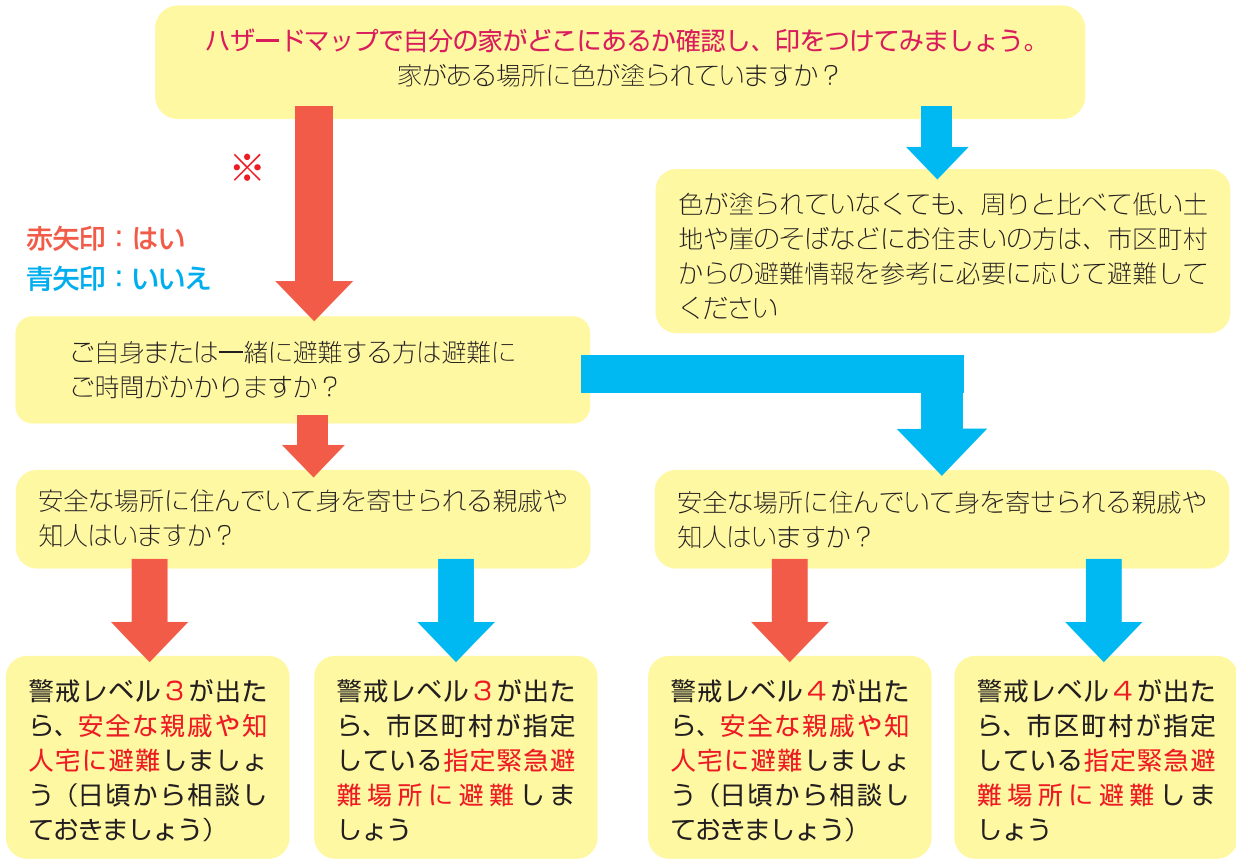 ハザードマップで自分の家がどこにあるか確認し、印をつけてみましょう。
家がある場所に色が塗られていますか？
※
赤矢印：はい
青矢印：いいえ
色が塗られていなくても、周りと比べて低い土
地や崖のそばなどにお住まいの方は、市区町村
からの避難情報を参考に必要に応じて避難して
ください
ご自身または一緒に避難する方は避難に
ご時間がかかりますか？
安全な場所に住んでいて身を寄せられる親戚や
知人はいますか？
安全な場所に住んでいて身を寄せられる親戚や
知人はいますか？
警戒レベル３が出た
ら、安全な親戚や知
人宅に避難しましょ
う（日頃から相談し
ておきましょう）
警戒レベル３が出た
ら、市区町村が指定
している指定緊急避
難場所に避難しま
しょう
警戒レベル４が出た
ら、安全な親戚や知
人宅に避難しましょ
う（日頃から相談し
ておきましょう）
警戒レベル４が出た
ら、市区町村が指定
している指定緊急避
難場所に避難しま
しょう